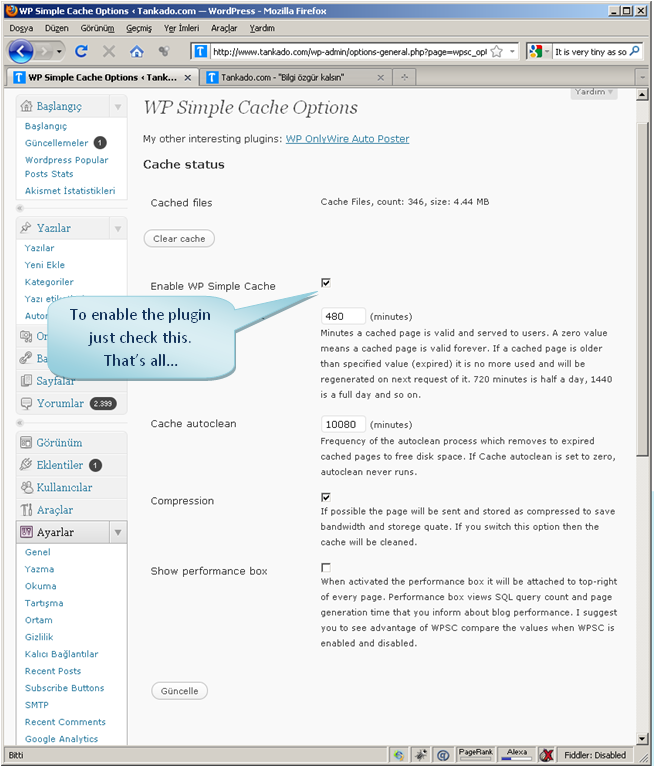 WP Simple Cache Options ‹ Tankado.com — WordPress - Mozilla Firefox
Dosya Düzen Görünüm Geçmiş Yer İmleri Araçlar Yardım
http://www.tankado.com/wp-admin/options-general.php?page=wpsc_opt
It is very tiny as so
WP Simple Cache Options ‹ Tank...
Tankado.com - "Bilgi özgür kalsın"
Yardım
Başlangıç
Başlangıç
Güncellemeler 1
Wordpress Popular
Posts Stats
Akismet İstatistikleri
Yazılar
Yazılar
Yeni Ekle
Kategoriler
Yazı
Sayfalar
Yorumlar 2.399
Görünüm
Eklentiler 1
Kullanıcılar
Araçlar
Ayarlar
Genel
Yazma
Okuma
Tartışma
Ortam
Gizlilik
Kalıcı Bağlantılar
Recent Posts
Subscribe Buttons
SMTP
Recent Comments
Google Analytics
WP Simple Cache Options
My other interesting plugins: WP OnlyWire Auto Poster
Cache status
Cached files
Cache Files, count: 346, size: 4.44 MB
Clear cache
Enable WP Simple Cache
To enable the plugin
just check this.
That's all...
480 (minutes)
Minutes a cached page is valid and served to users. A zero value
means a cached page is valid forever. If a cached page is older
than specified value (expired) it is no more used and will be
regenerated on next request of it. 720 minutes is half a day, 1440
is a full day and so on.
Cache autoclean
10080 (minutes)
Frequency of the autoclean process which removes to expired
cached pages to free disk space. If Cache autoclean is set to zero,
autoclean never runs.
Compression
If possible the page will be sent and stored as compressed to save
bandwidth and storege quate. If you switch this option then the
cache will be cleaned.
Show performance box
When activated the performance box it will be attached to top-right
of every page. Performance box views SQL query count and page
generation time that you inform about blog performance. I suggest
you to see advantage of WPSC compare the values when WPSC is
enabled and disabled.
Güncelle
Bitti
PageRank
Alexa
Fiddler: Disabled